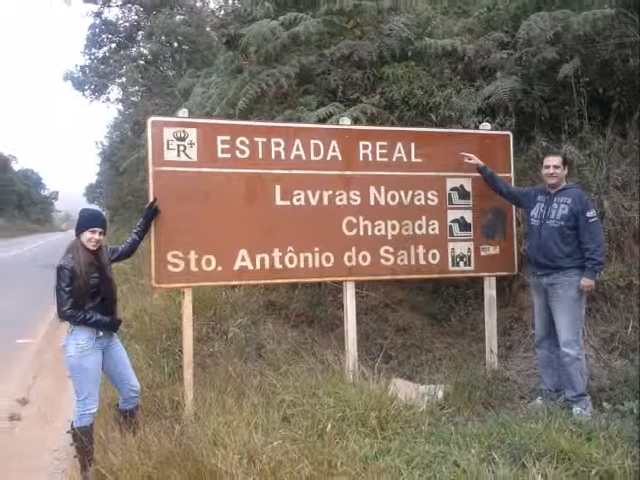 ER
ESTRADA REAL
Lavras Novas
Chapada
Sto. Antônio do Salto